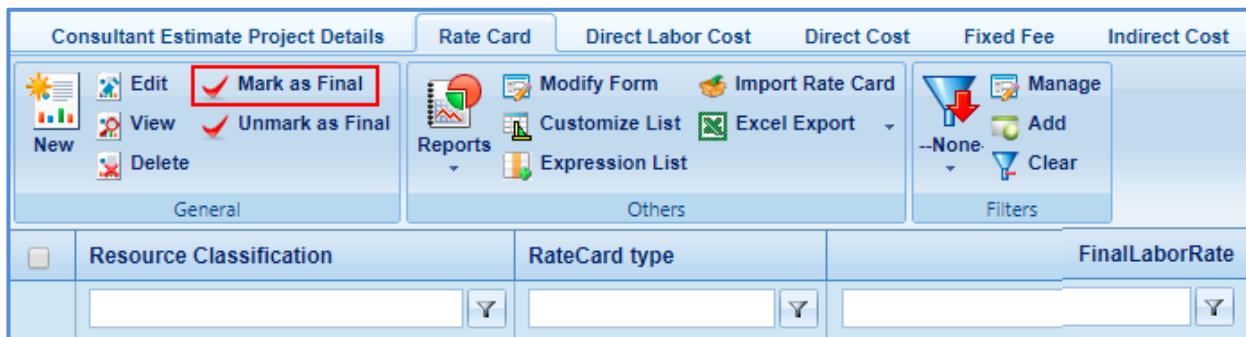 Consultant Estimate Project Details Rate Card Direct Labor Cost Direct Cost Fixed Fee Indirect Cost
New
Edit
View
Delete
Mark as Final
Unmark as Final
General
Reports
Modify Form
Customize List
Expression List
Import Rate Card
Excel Export
Others
--None-
Manage
Add
Clear
Filters
Resource Classification RateCard type FinalLaborRate